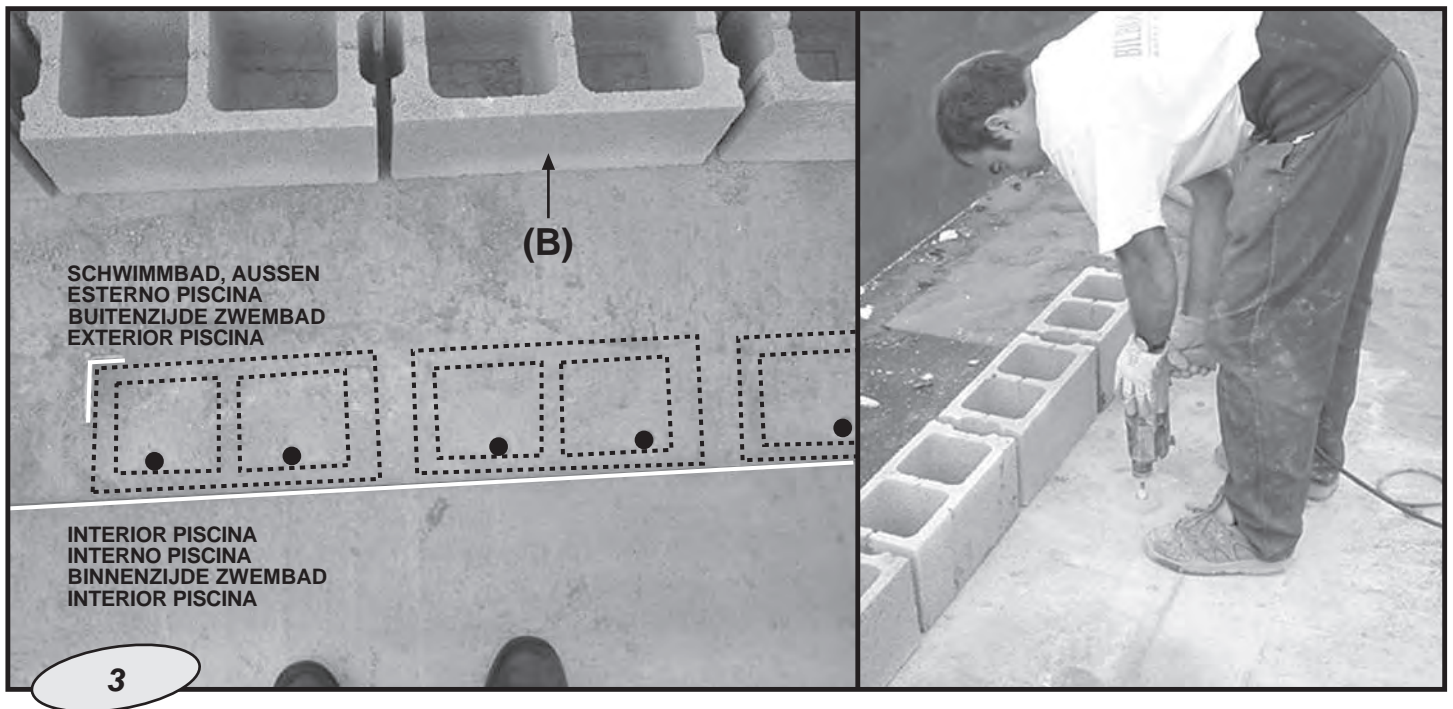 (B)
SCHWIMMBAD, AUSSEN
ESTERNO PISCINA
BUITENZIJDE ZWEMBAD
EXTERIOR PISCINA
INTERIOR PISCINA
INTERNO PISCINA
BINNENZIJDE ZWEMBAD
INTERIOR PISCINA
3